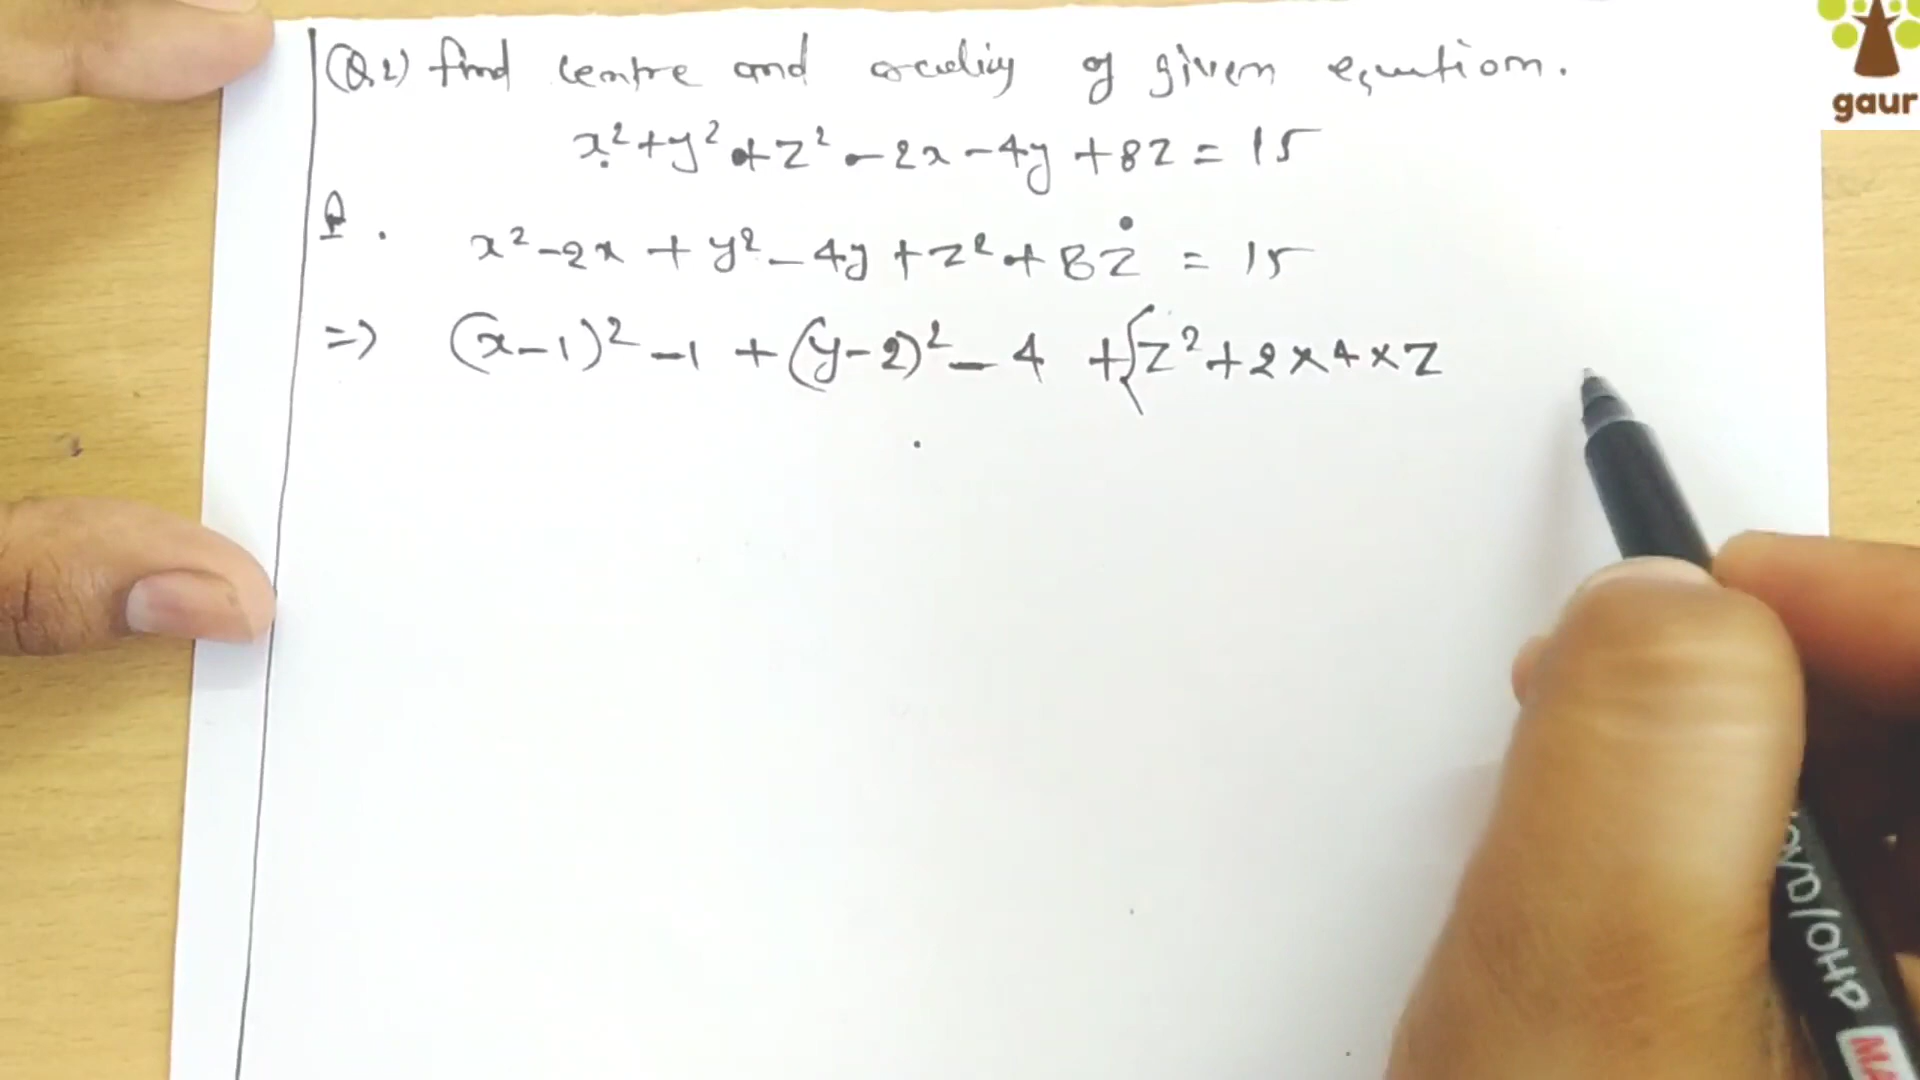 Q.2) find centre and radius of given equation.
x² + y² + z² - 2x - 4y + 8z = 15
x² - 2x + y² - 4y + z² + 8z = 15
=> (x-1)² - 1 + (y-2)² - 4 + { z² + 2 × 4 × z
gaur
OHP